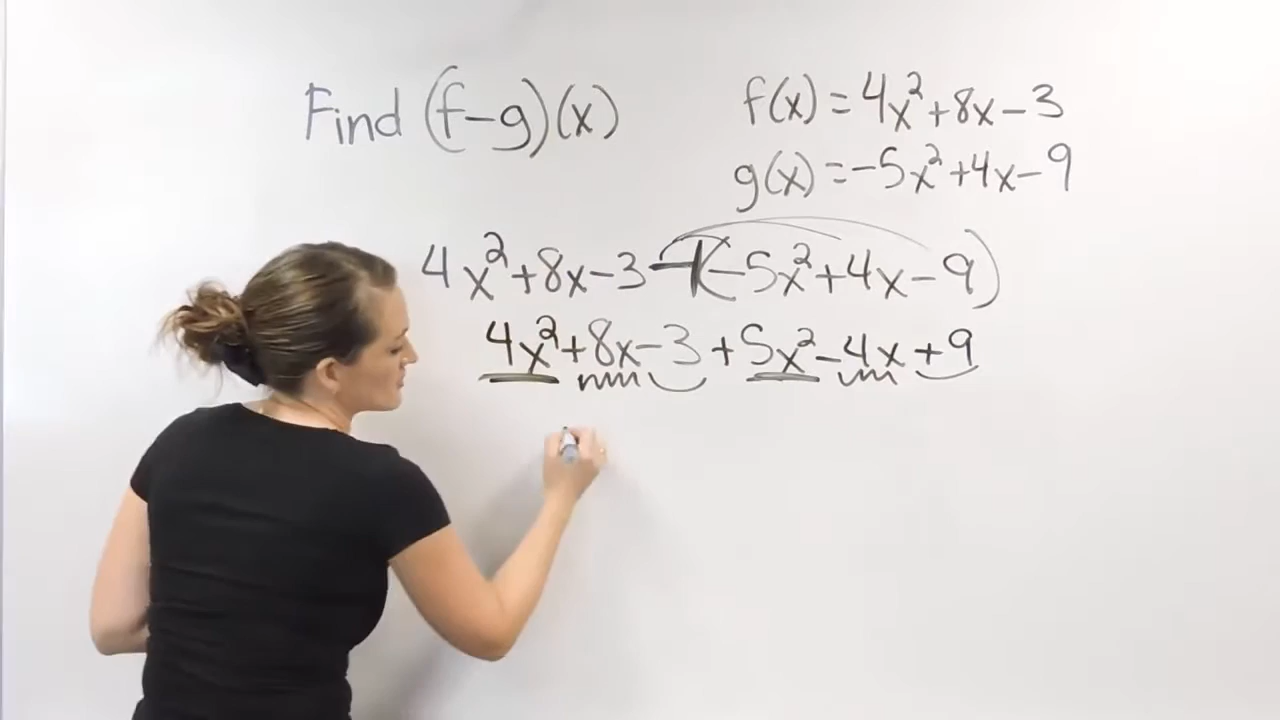 Find (f-g)(x)
f(x) = 4x²+8x-3
g(x) = -5x²+4x-9
4x²+8x-3-1(-5x²+4x-9)
4x²+8x-3+5x²-4x+9